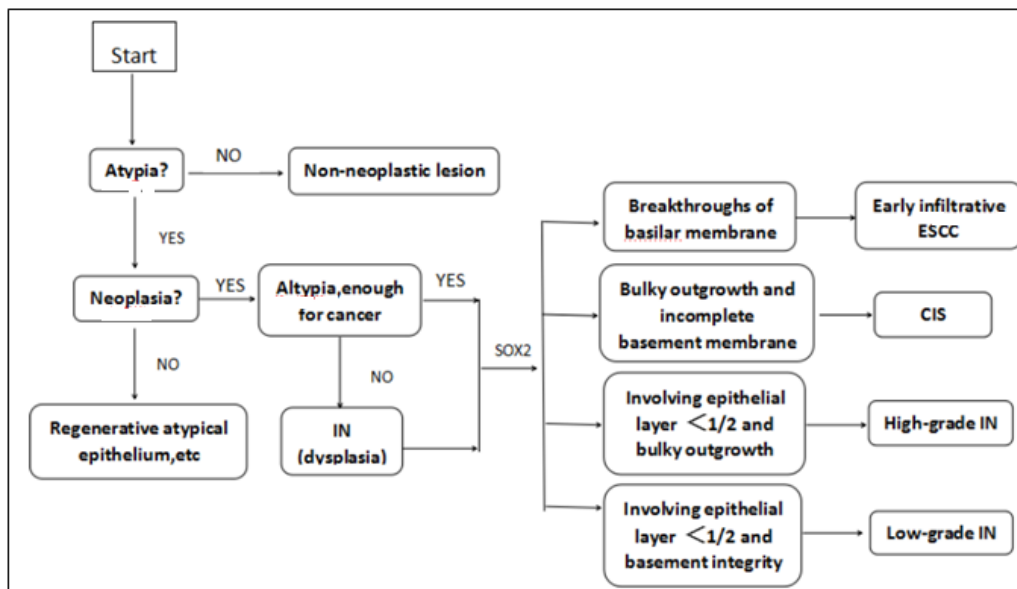 Start
Atypia?
NO
Non-neoplastic lesion
YES
Neoplasia?
YES
Altypia,enough
for cancer
YES
NO
NO
Regenerative atypical
epithelium,etc
IN
(dysplasia)
SOX2
Breakthroughs of
basilar membrane
Early infiltrative
ESCC
Bulky outgrowth and
incomplete
basement membrane
CIS
Involving epithelial
layer <1/2 and
bulky outgrowth
High-grade IN
Involving epithelial
layer <1/2 and
basement integrity
Low-grade IN